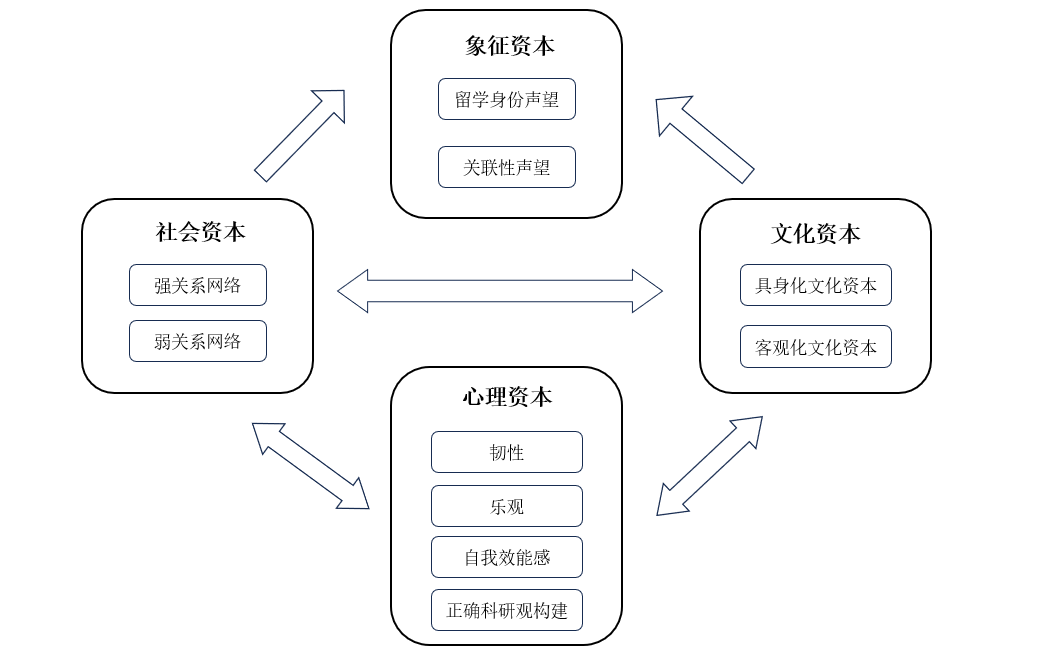 象征资本
留学身份声望
关联性声望
社会资本
强关系网络
弱关系网络
文化资本
具身化文化资本
客观化文化资本
心理资本
韧性
乐观
自我效能感
正确科研观构建